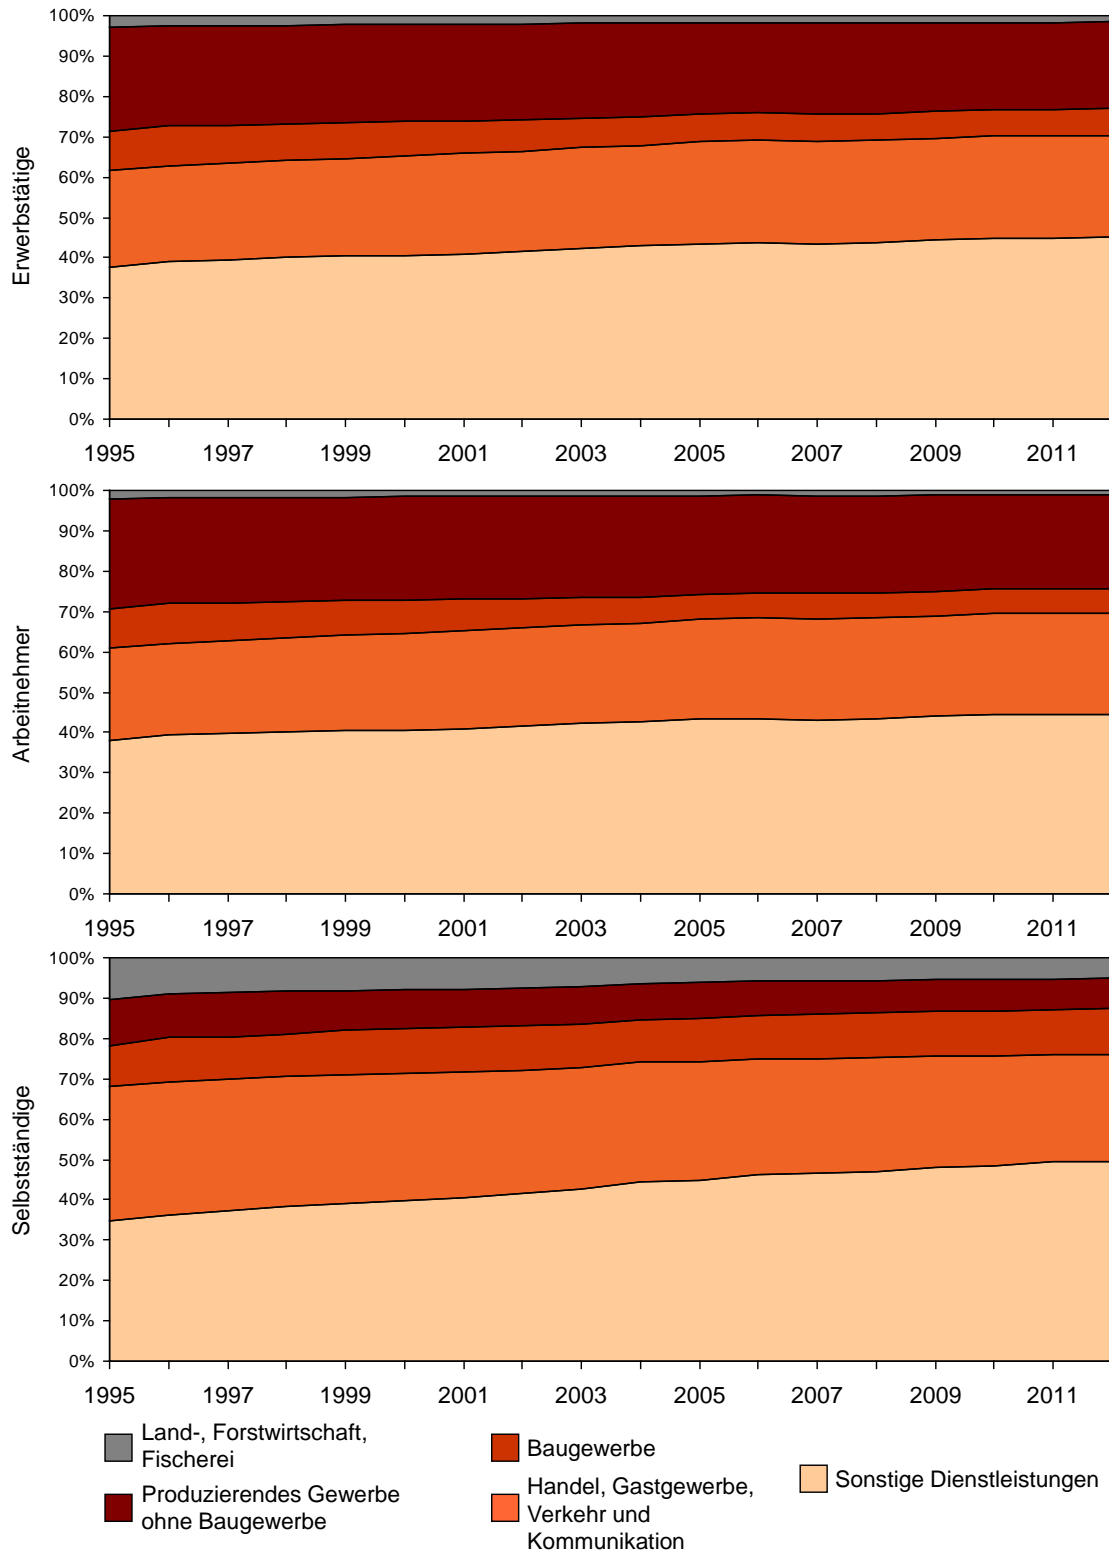 Erwerbstätige
100%
90%
80%
70%
60%
50%
40%
30%
20%
10%
0%
1995 1997 1999 2001 2003 2005 2007 2009 2011
Arbeitnehmer
100%
90%
80%
70%
60%
50%
40%
30%
20%
10%
0%
1995 1997 1999 2001 2003 2005 2007 2009 2011
Selbstständige
100%
90%
80%
70%
60%
50%
40%
30%
20%
10%
0%
1995 1997 1999 2001 2003 2005 2007 2009 2011
Land-, Forstwirtschaft,
Fischerei
Produzierendes Gewerbe
ohne Baugewerbe
Baugewerbe
Handel, Gastgewerbe,
Verkehr und
Kommunikation
Sonstige Dienstleistungen